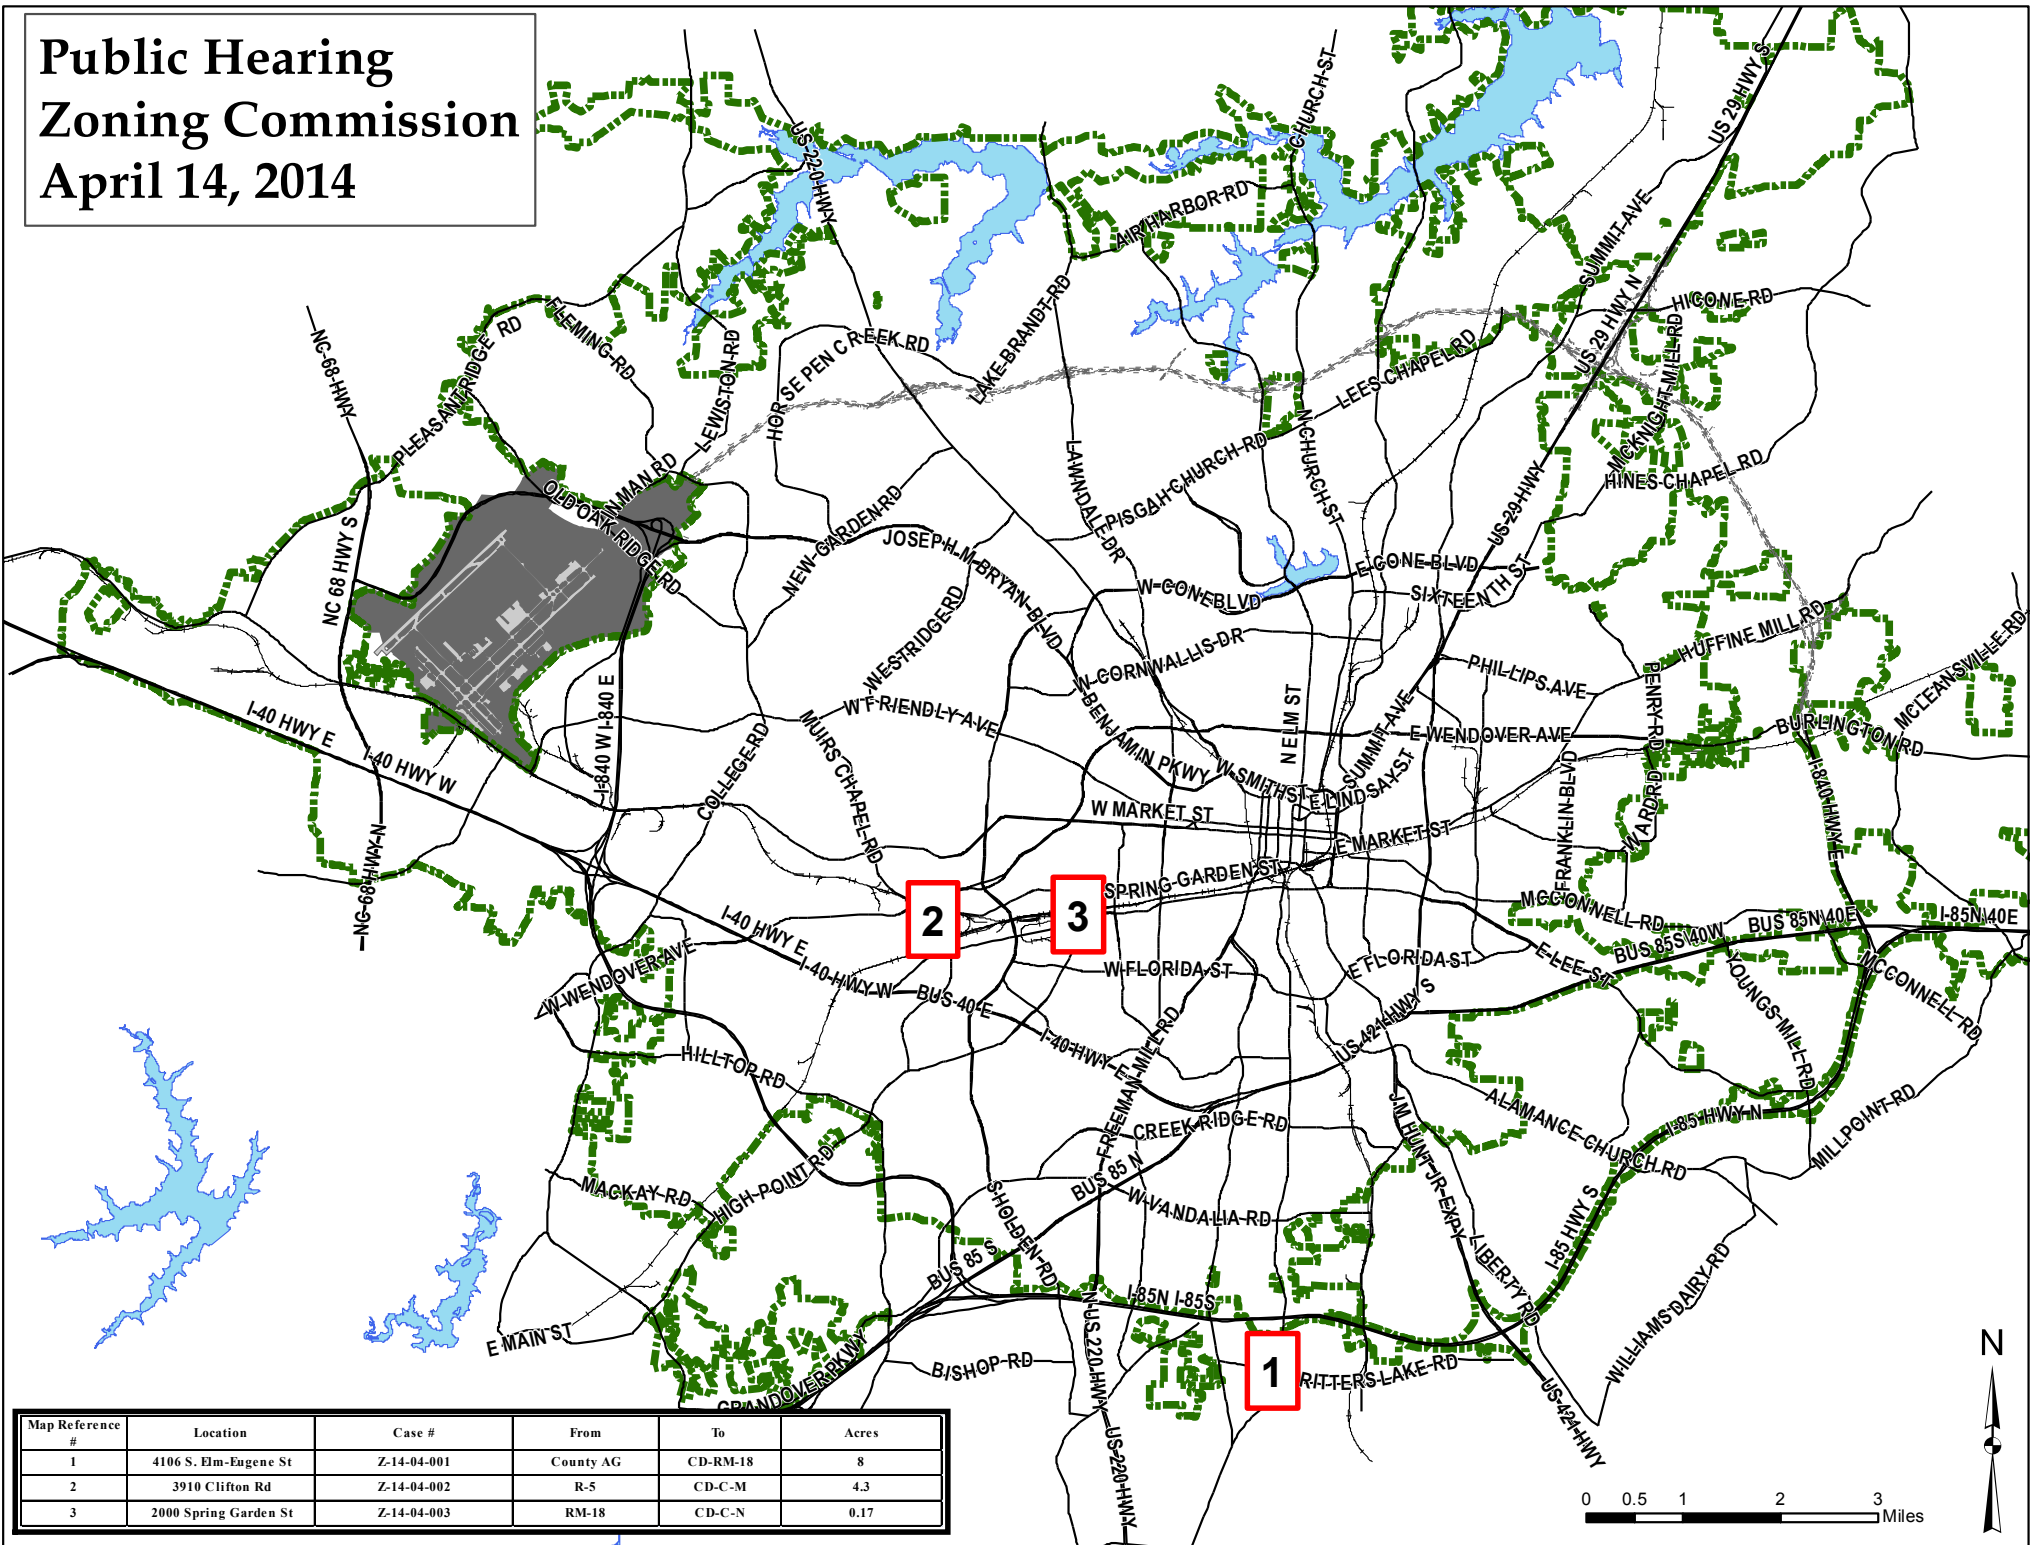 Public Hearing
Zoning Commission
April 14, 2014
US 29 HWY S
CHURCH ST
US-220 HWY
AIR HARBOR RD
SUMMIT AVE
US 29 HWY N
HICONE RD
NC-68-HWY
PLEASANT RIDGE RD
FLEMING-RD
LEWISTON-RD
HORSE PEN CREEK RD
LAKE-BRANDT-RD
LEES CHAPEL RD
MCKNIGHT-MILL-RD
HINES-CHAPEL-RD
OLD OAK RIDGE RD
INMAN RD
NC 68 HWY S
NEW-GARDEN-RD
JOSEPH-M-BRYAN-BLVD
LAWNDALE-DR
PISGAH-CHURCH-RD
N-CHURCH-ST
US-29-HWY
E CONE BLVD
SIXTEENTH ST
W-CONE BLVD
WESTRIDGE RD
W-CORNWALLIS-DR
PHILLIPS-AVE
HUFFINE MILL RD
PENRY-RD
MCLEANSVILLE-RD
BURLINGTON RD
I-40 HWY E
I-40 HWY W
I-840 W I-840 E
COLLEGE-RD
MUIRS CHAPEL-RD
W FRIENDLY AVE
BENJAMIN PKWY
W-SMITH ST
N ELM ST
SUMMIT-AVE
E-LINDSAY-ST
E WENDOVER AVE
FRANKLIN-BLVD
WARD RD
I-840-HWY-E
NC-68-HWY-N
W MARKET ST
E MARKET ST
SPRING-GARDEN-ST
2
3
MCCONNELL-RD
BUS 85N 40E
I-85N 40E
BUS 85S 40W
W-WENDOVER AVE
I-40 HWY E
I-40-HWY W
BUS-40-E
W-FLORIDA-ST
E FLORIDA ST
E-LEE-ST
YOUNGS-MILL-RD
MCCONNELL-RD
HILLTOP RD
I-40-HWY-E
FREEMAN-MILL-RD
US-421-HWY S
CREEK-RIDGE-RD
J M HUNT-JR-EXPY
ALAMANCE-CHURCH-RD
I-85-HWY-N
MILLPOINT-RD
MACKAY-RD
HIGH-POINT-RD
S HOLDEN-RD
BUS 85 N
BUS 85 S
W-VANDALIA-RD
LIBERTY RD
I-85 HWY S
WILLIAMS DAIRY-RD
I-85N I-85S
E MAIN ST
GRANDOVER PKWY
BISHOP-RD
N-US 220-HWY
US-220-HWY
1
RITTERS-LAKE-RD
US-421-HWY
N
Map Reference # Location Case # From To Acres
1 4106 S. Elm-Eugene St Z-14-04-001 County AG CD-RM-18 8
2 3910 Clifton Rd Z-14-04-002 R-5 CD-C-M 4.3
3 2000 Spring Garden St Z-14-04-003 RM-18 CD-C-N 0.17
0 0.5 1 2 3
Miles